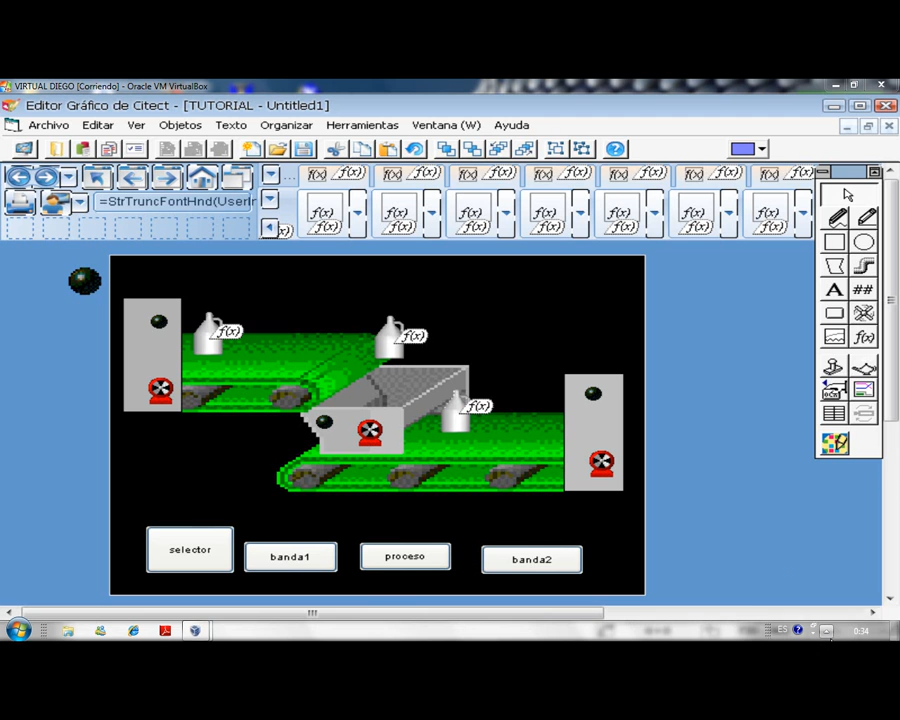 VIRTUAL DIEGO [Corriendo] - Oracle VM VirtualBox
Editor Gráfico de Citect - [TUTORIAL - Untitled1]
Archivo Editar Ver Objetos Texto Organizar Herramientas Ventana (W) Ayuda
... f(x) f(x) f(x) f(x) f(x) f(x) f(x) f(x) f(x) f(x) f(x) f(x) f(x) f(x)
=StrTruncFontHnd(UserIr
f(x) f(x) f(x) f(x) f(x) f(x) f(x)
x) f(x) f(x) f(x) f(x) f(x) f(x) f(x)
A ##
f(x)
f(x)
f(x)
f(x)
selector banda1 proceso banda2
ES 0:34